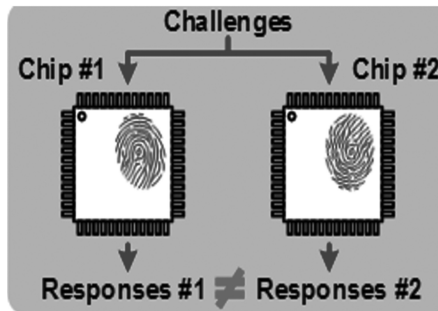 Challenges
Chip #1 Chip #2
Responses #1 ≠ Responses #2